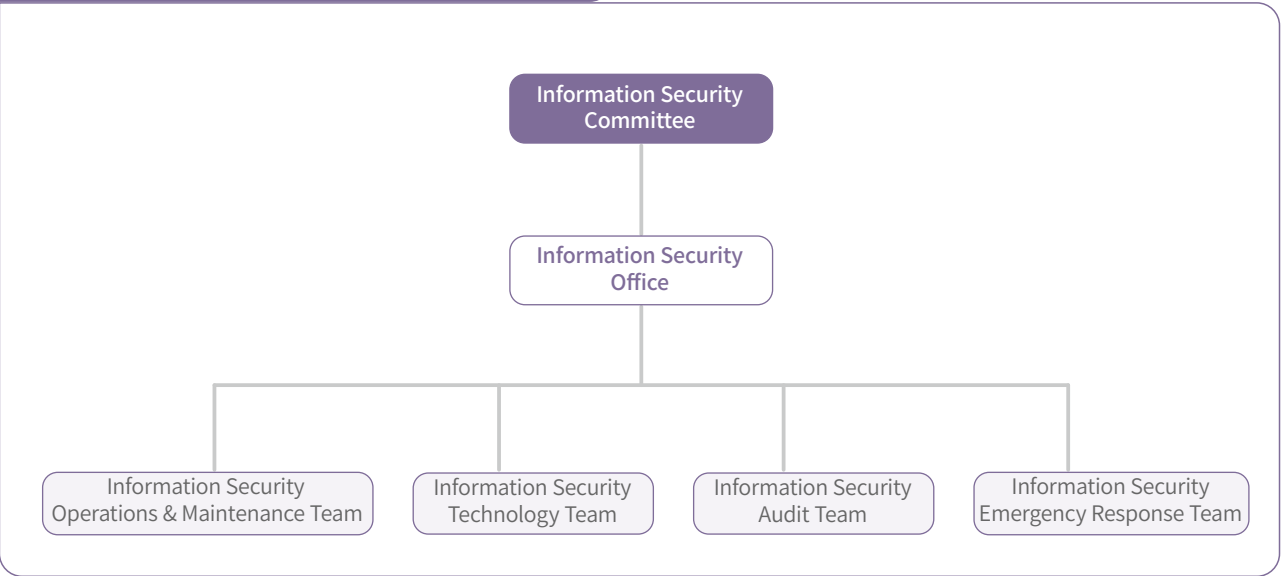 Information Security
Committee
Information Security
Office
Information Security
Operations & Maintenance Team
Information Security
Technology Team
Information Security
Audit Team
Information Security
Emergency Response Team